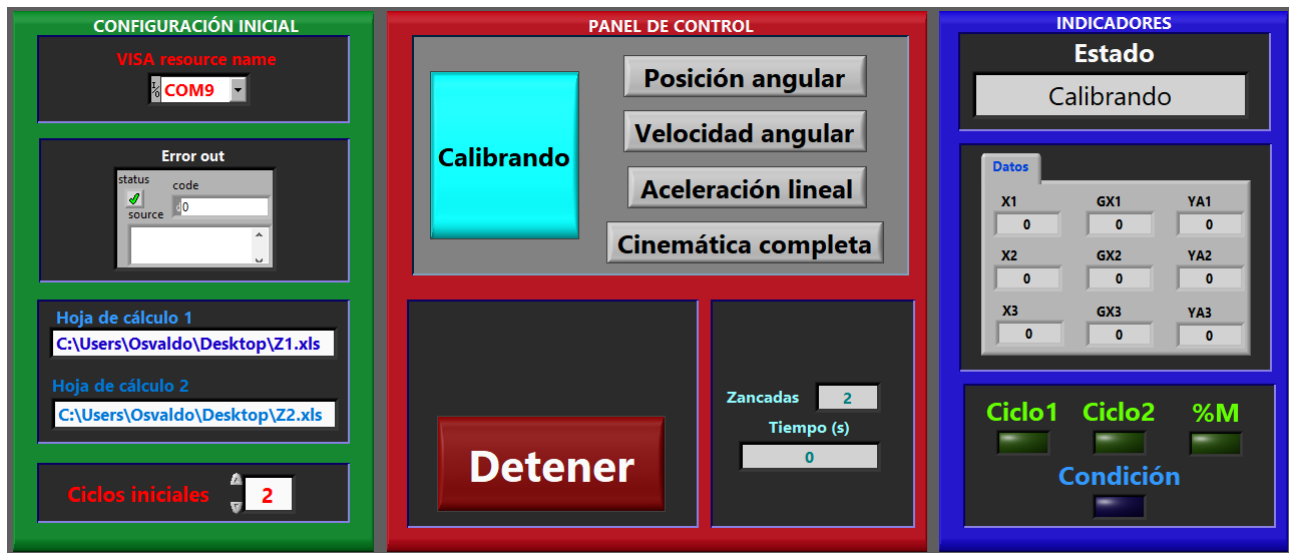 CONFIGURACIÓN INICIAL
VISA resource name
I/O COM9
Error out
status
code
0
source
Hoja de cálculo 1
C:\Users\Osvaldo\Desktop\Z1.xls
Hoja de cálculo 2
C:\Users\Osvaldo\Desktop\Z2.xls
Ciclos iniciales 2
PANEL DE CONTROL
Calibrando
Posición angular
Velocidad angular
Aceleración lineal
Cinemática completa
Detener
Zancadas 2
Tiempo (s)
0
INDICADORES
Estado
Calibrando
Datos
X1 GX1 YA1
0 0 0
X2 GX2 YA2
0 0 0
X3 GX3 YA3
0 0 0
Ciclo1 Ciclo2 %M
Condición